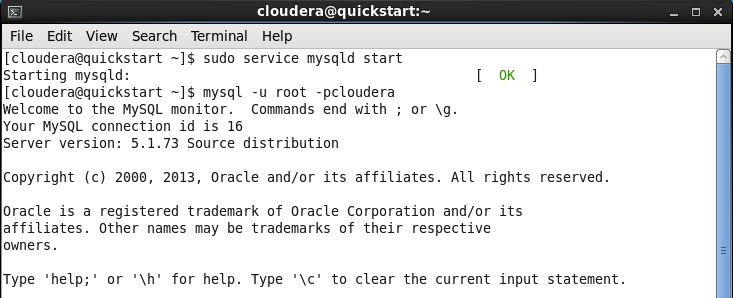 cloudera@quickstart:~
File Edit View Search Terminal Help
[cloudera@quickstart ~]$ sudo service mysqld start
Starting mysqld: [ OK ]
[cloudera@quickstart ~]$ mysql -u root -pcloudera
Welcome to the MySQL monitor.  Commands end with ; or \g.
Your MySQL connection id is 16
Server version: 5.1.73 Source distribution
Copyright (c) 2000, 2013, Oracle and/or its affiliates. All rights reserved.
Oracle is a registered trademark of Oracle Corporation and/or its
affiliates. Other names may be trademarks of their respective
owners.
Type 'help;' or '\h' for help. Type '\c' to clear the current input statement.